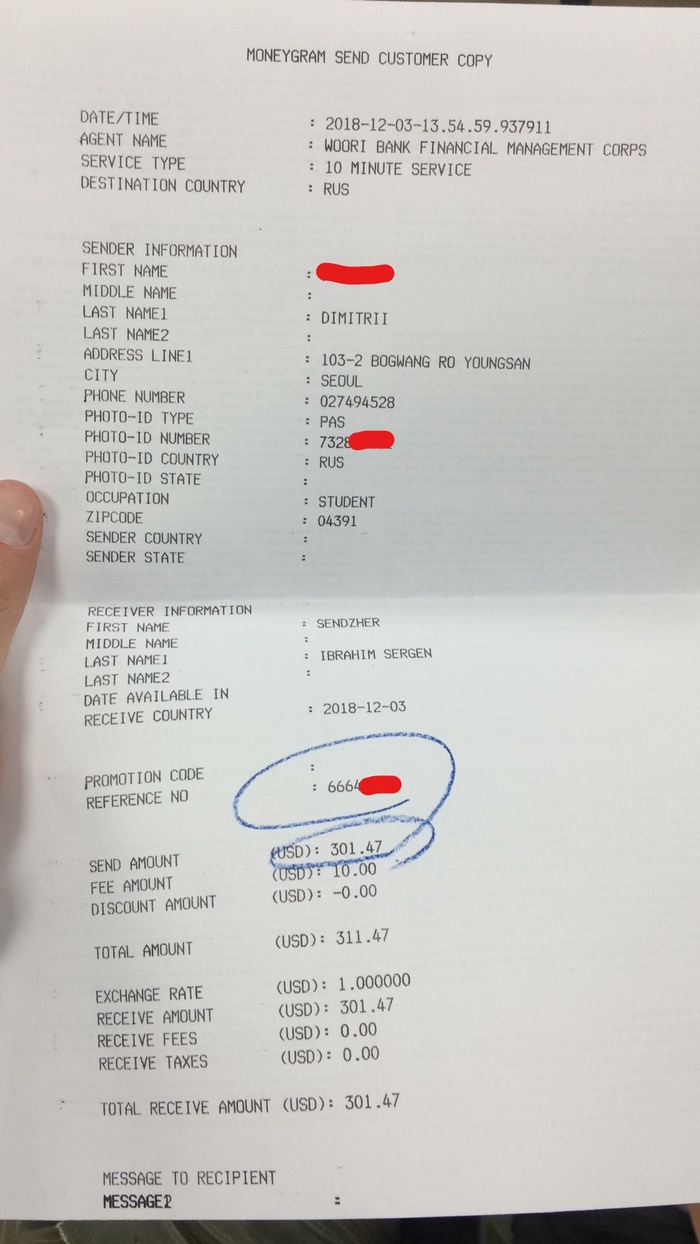 MONEYGRAM SEND CUSTOMER COPY
DATE/TIME : 2018-12-03-13.54.59.937911
AGENT NAME : WOORI BANK FINANCIAL MANAGEMENT CORPS
SERVICE TYPE : 10 MINUTE SERVICE
DESTINATION COUNTRY : RUS
SENDER INFORMATION
FIRST NAME :
MIDDLE NAME :
LAST NAME1 : DIMITRII
LAST NAME2 :
ADDRESS LINE1 : 103-2 BOGWANG RO YOUNGSAN
CITY : SEOUL
PHONE NUMBER : 027494528
PHOTO-ID TYPE : PAS
PHOTO-ID NUMBER : 7328
PHOTO-ID COUNTRY : RUS
PHOTO-ID STATE :
OCCUPATION : STUDENT
ZIPCODE : 04391
SENDER COUNTRY :
SENDER STATE :
RECEIVER INFORMATION
FIRST NAME : SENDZHER
MIDDLE NAME :
LAST NAME1 : IBRAHIM SERGEN
LAST NAME2 :
DATE AVAILABLE IN
RECEIVE COUNTRY : 2018-12-03
PROMOTION CODE :
REFERENCE NO : 6664
SEND AMOUNT (USD): 301.47
FEE AMOUNT (USD): 10.00
DISCOUNT AMOUNT (USD): -0.00
TOTAL AMOUNT (USD): 311.47
EXCHANGE RATE (USD): 1.000000
RECEIVE AMOUNT (USD): 301.47
RECEIVE FEES (USD): 0.00
RECEIVE TAXES (USD): 0.00
TOTAL RECEIVE AMOUNT (USD): 301.47
MESSAGE TO RECIPIENT
MESSAGE2 :